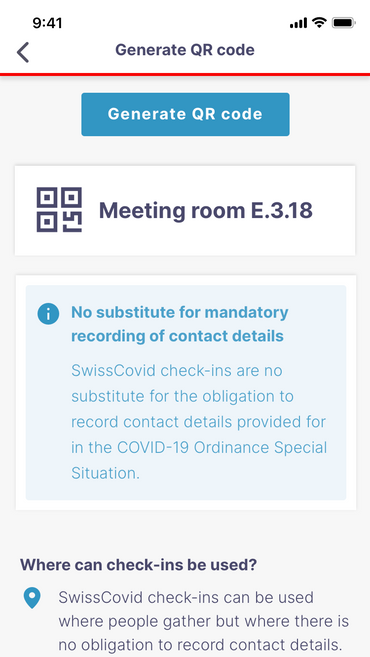 9:41
Generate QR code
Generate QR code
Meeting room E.3.18
No substitute for mandatory
recording of contact details
SwissCovid check-ins are no
substitute for the obligation to
record contact details provided for
in the COVID-19 Ordinance Special
Situation.
Where can check-ins be used?
SwissCovid check-ins can be used
where people gather but where there is
no obligation to record contact details.